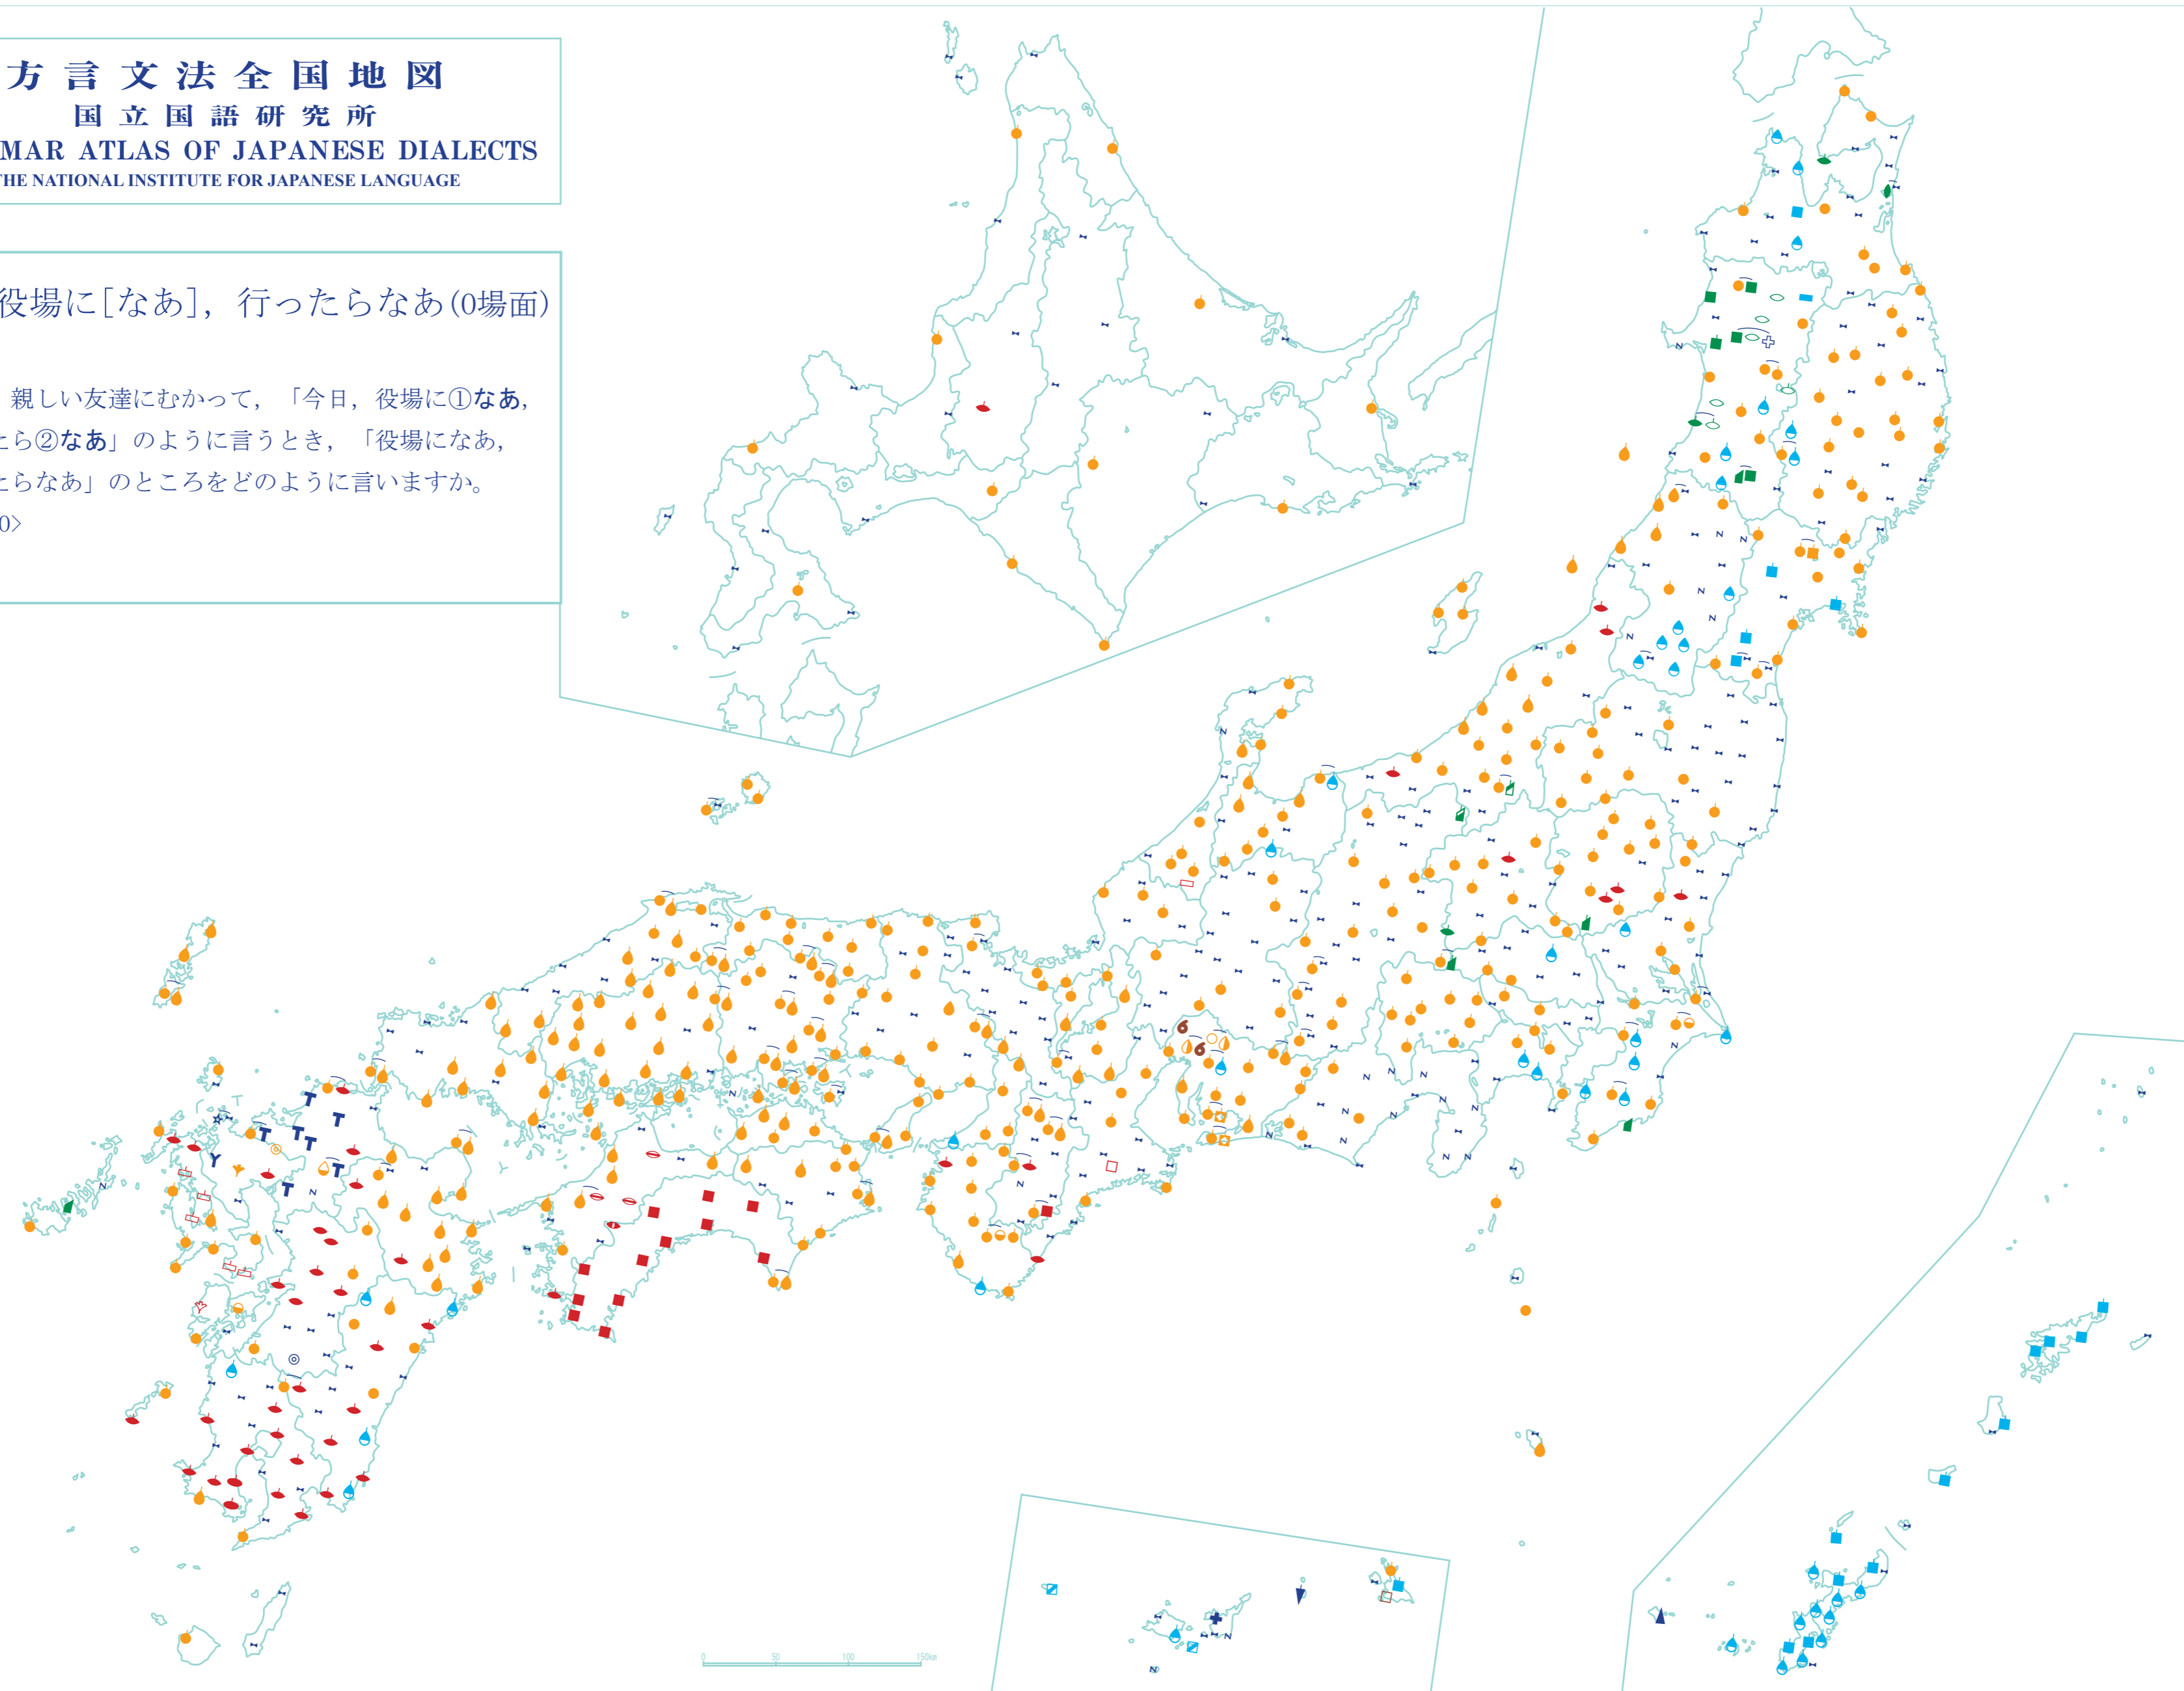 方言文法全国地図
国立国語研究所
MAR ATLAS OF JAPANESE DIALECTS
THE NATIONAL INSTITUTE FOR JAPANESE LANGUAGE
役場に[なあ]，行ったらなあ(0場面)
親しい友達にむかって，「今日，役場に①なあ，
たら②なあ」のように言うとき，「役場になあ，
たらなあ」のところをどのように言いますか。
0>
0 50 100 150km